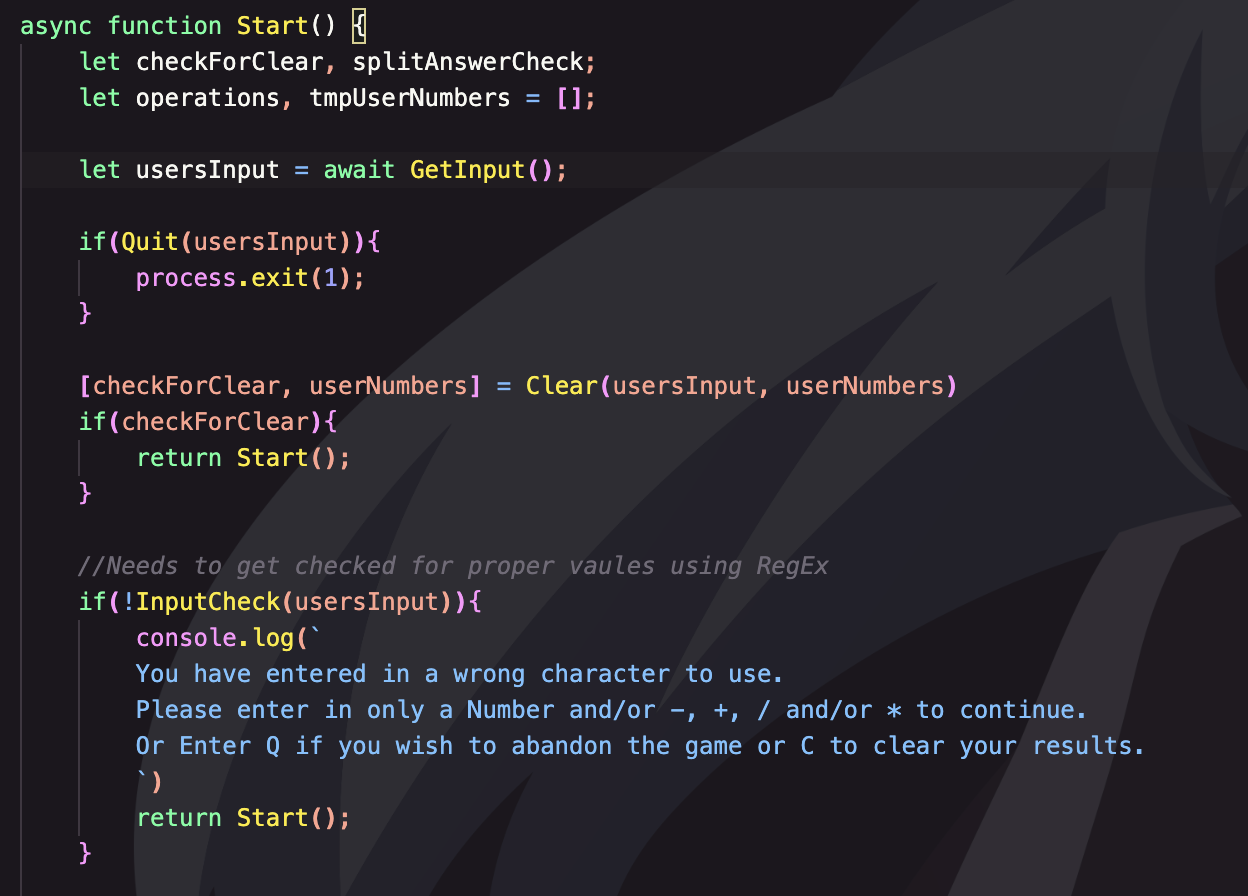 async function Start() {
    let checkForClear, splitAnswerCheck;
    let operations, tmpUserNumbers = [];

    let usersInput = await GetInput();

    if(Quit(usersInput)){
        process.exit(1);
    }

    [checkForClear, userNumbers] = Clear(usersInput, userNumbers)
    if(checkForClear){
        return Start();
    }

    //Needs to get checked for proper vaules using RegEx
    if(!InputCheck(usersInput)){
        console.log(`
        You have entered in a wrong character to use.
        Please enter in only a Number and/or -, +, / and/or * to continue.
        Or Enter Q if you wish to abandon the game or C to clear your results.
        `)
        return Start();
    }